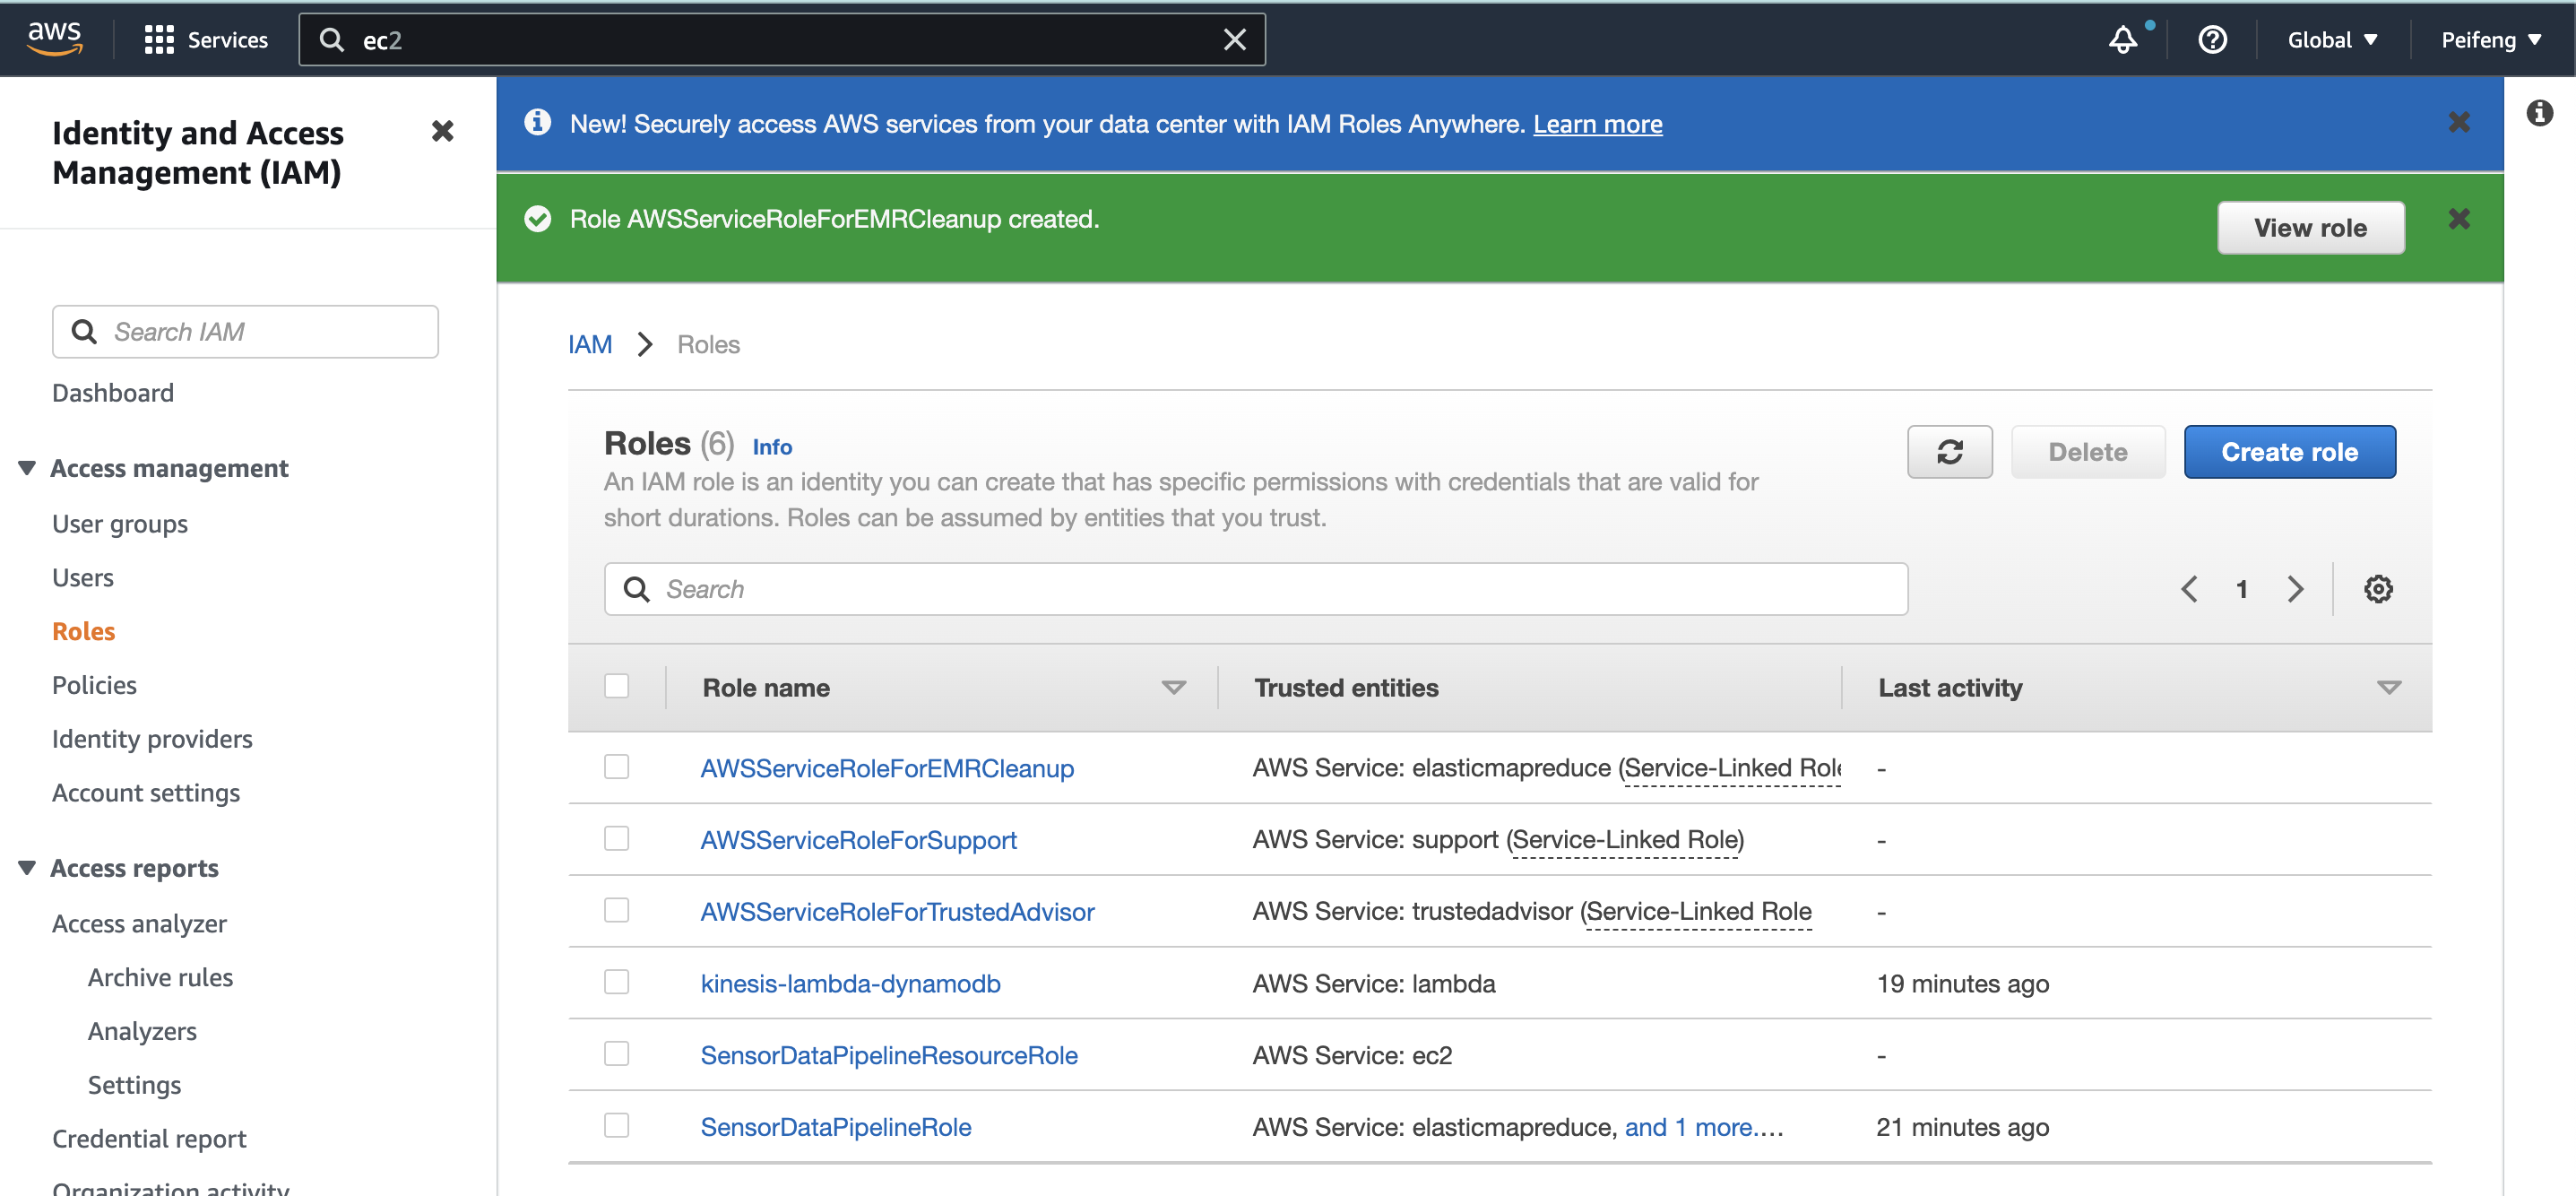 aws
Services
ec2
Global
Peifeng
Identity and Access
Management (IAM)
Search IAM
Dashboard
Access management
User groups
Users
Roles
Policies
Identity providers
Account settings
Access reports
Access analyzer
Archive rules
Analyzers
Settings
Credential report
Organization activity
New! Securely access AWS services from your data center with IAM Roles Anywhere. Learn more
Role AWSServiceRoleForEMRCleanup created.
View role
IAM > Roles
Roles (6) Info
An IAM role is an identity you can create that has specific permissions with credentials that are valid for
short durations. Roles can be assumed by entities that you trust.
Delete
Create role
Search
1
Role name Trusted entities Last activity
AWSServiceRoleForEMRCleanup AWS Service: elasticmapreduce (Service-Linked Role -
AWSServiceRoleForSupport AWS Service: support (Service-Linked Role) -
AWSServiceRoleForTrustedAdvisor AWS Service: trustedadvisor (Service-Linked Role -
kinesis-lambda-dynamodb AWS Service: lambda 19 minutes ago
SensorDataPipelineResourceRole AWS Service: ec2 -
SensorDataPipelineRole AWS Service: elasticmapreduce, and 1 more.... 21 minutes ago